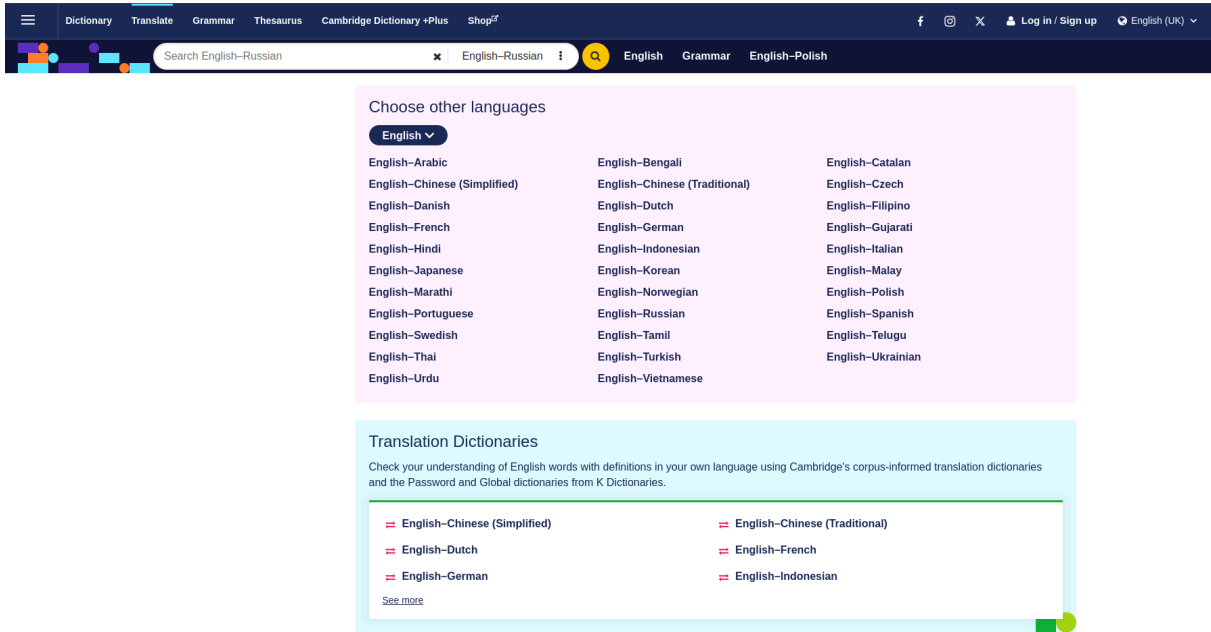 Dictionary Translate Grammar Thesaurus Cambridge Dictionary +Plus Shop Log in / Sign up English (UK)
Search English–Russian English–Russian English Grammar English–Polish
Choose other languages
English
English–Arabic English–Bengali English–Catalan
English–Chinese (Simplified) English–Chinese (Traditional) English–Czech
English–Danish English–Dutch English–Filipino
English–French English–German English–Gujarati
English–Hindi English–Indonesian English–Italian
English–Japanese English–Korean English–Malay
English–Marathi English–Norwegian English–Polish
English–Portuguese English–Russian English–Spanish
English–Swedish English–Tamil English–Telugu
English–Thai English–Turkish English–Ukrainian
English–Urdu English–Vietnamese
Translation Dictionaries
Check your understanding of English words with definitions in your own language using Cambridge's corpus-informed translation dictionaries
and the Password and Global dictionaries from K Dictionaries.
English–Chinese (Simplified) English–Chinese (Traditional)
English–Dutch English–French
English–German English–Indonesian
See more